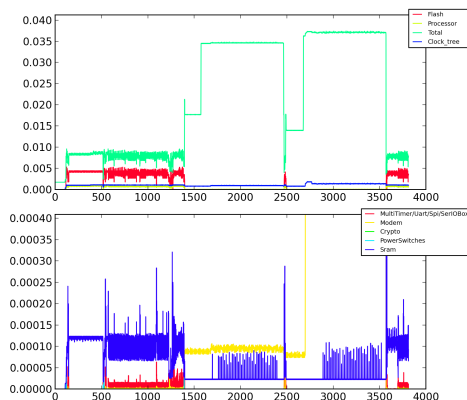 0.040
0.035
0.030
0.025
0.020
0.015
0.010
0.005
0.000
0 500 1000 1500 2000 2500 3000 3500 4000
Flash
Processor
Total
Clock_tree
0.00040
0.00035
0.00030
0.00025
0.00020
0.00015
0.00010
0.00005
0.00000
0 500 1000 1500 2000 2500 3000 3500 4000
MultiTimer/Uart/Spi/SerIOBox
Modem
Crypto
PowerSwitches
Sram